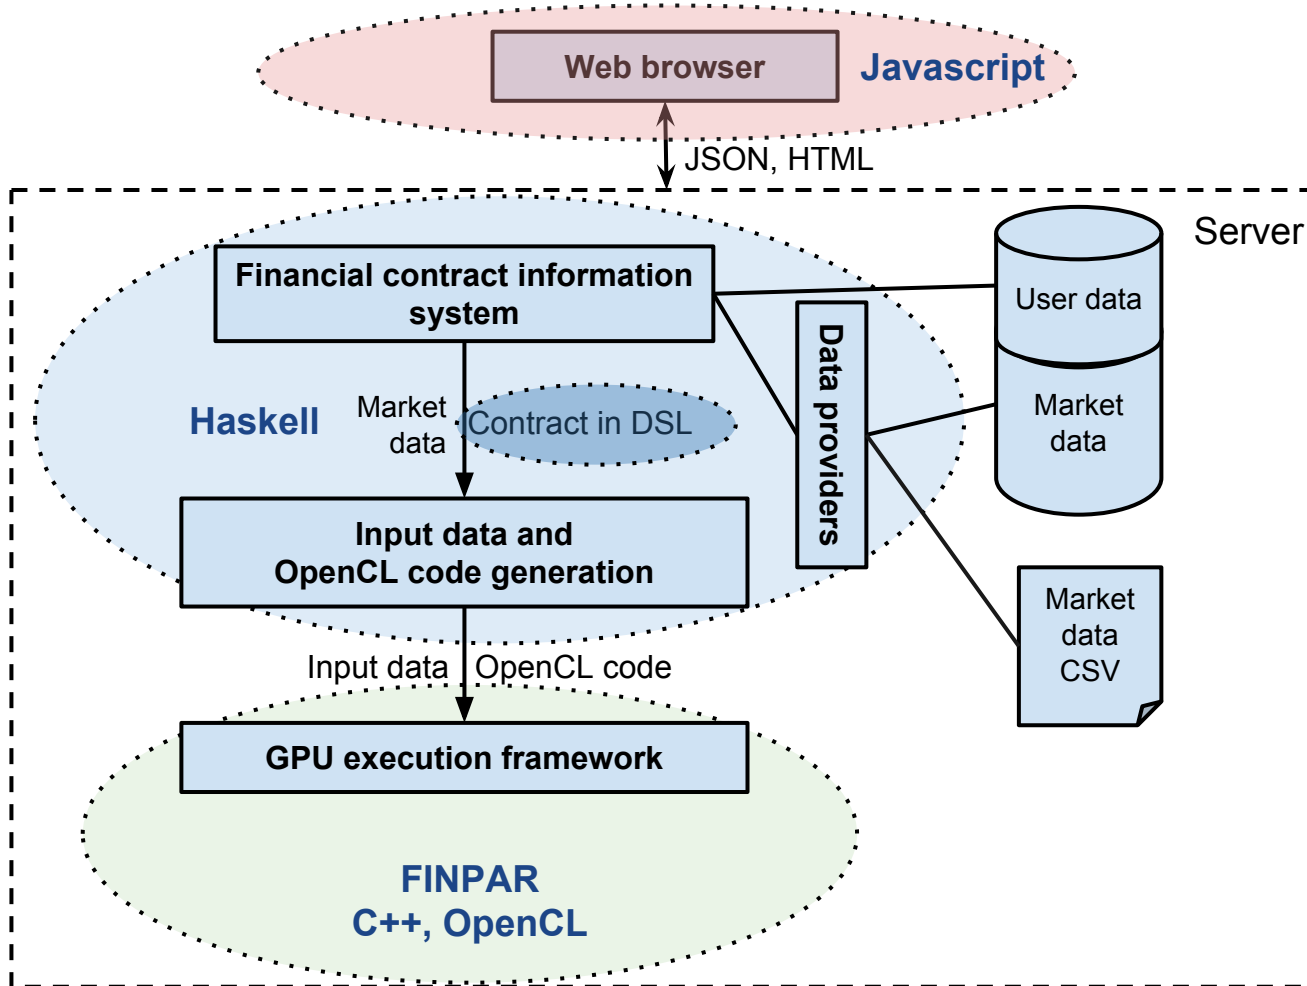 Web browser
Javascript
JSON, HTML
Server
Financial contract information
system
User data
Data providers
Haskell
Market
data
Contract in DSL
Market
data
Input data and
OpenCL code generation
Market
data
CSV
Input data
OpenCL code
GPU execution framework
FINPAR
C++, OpenCL